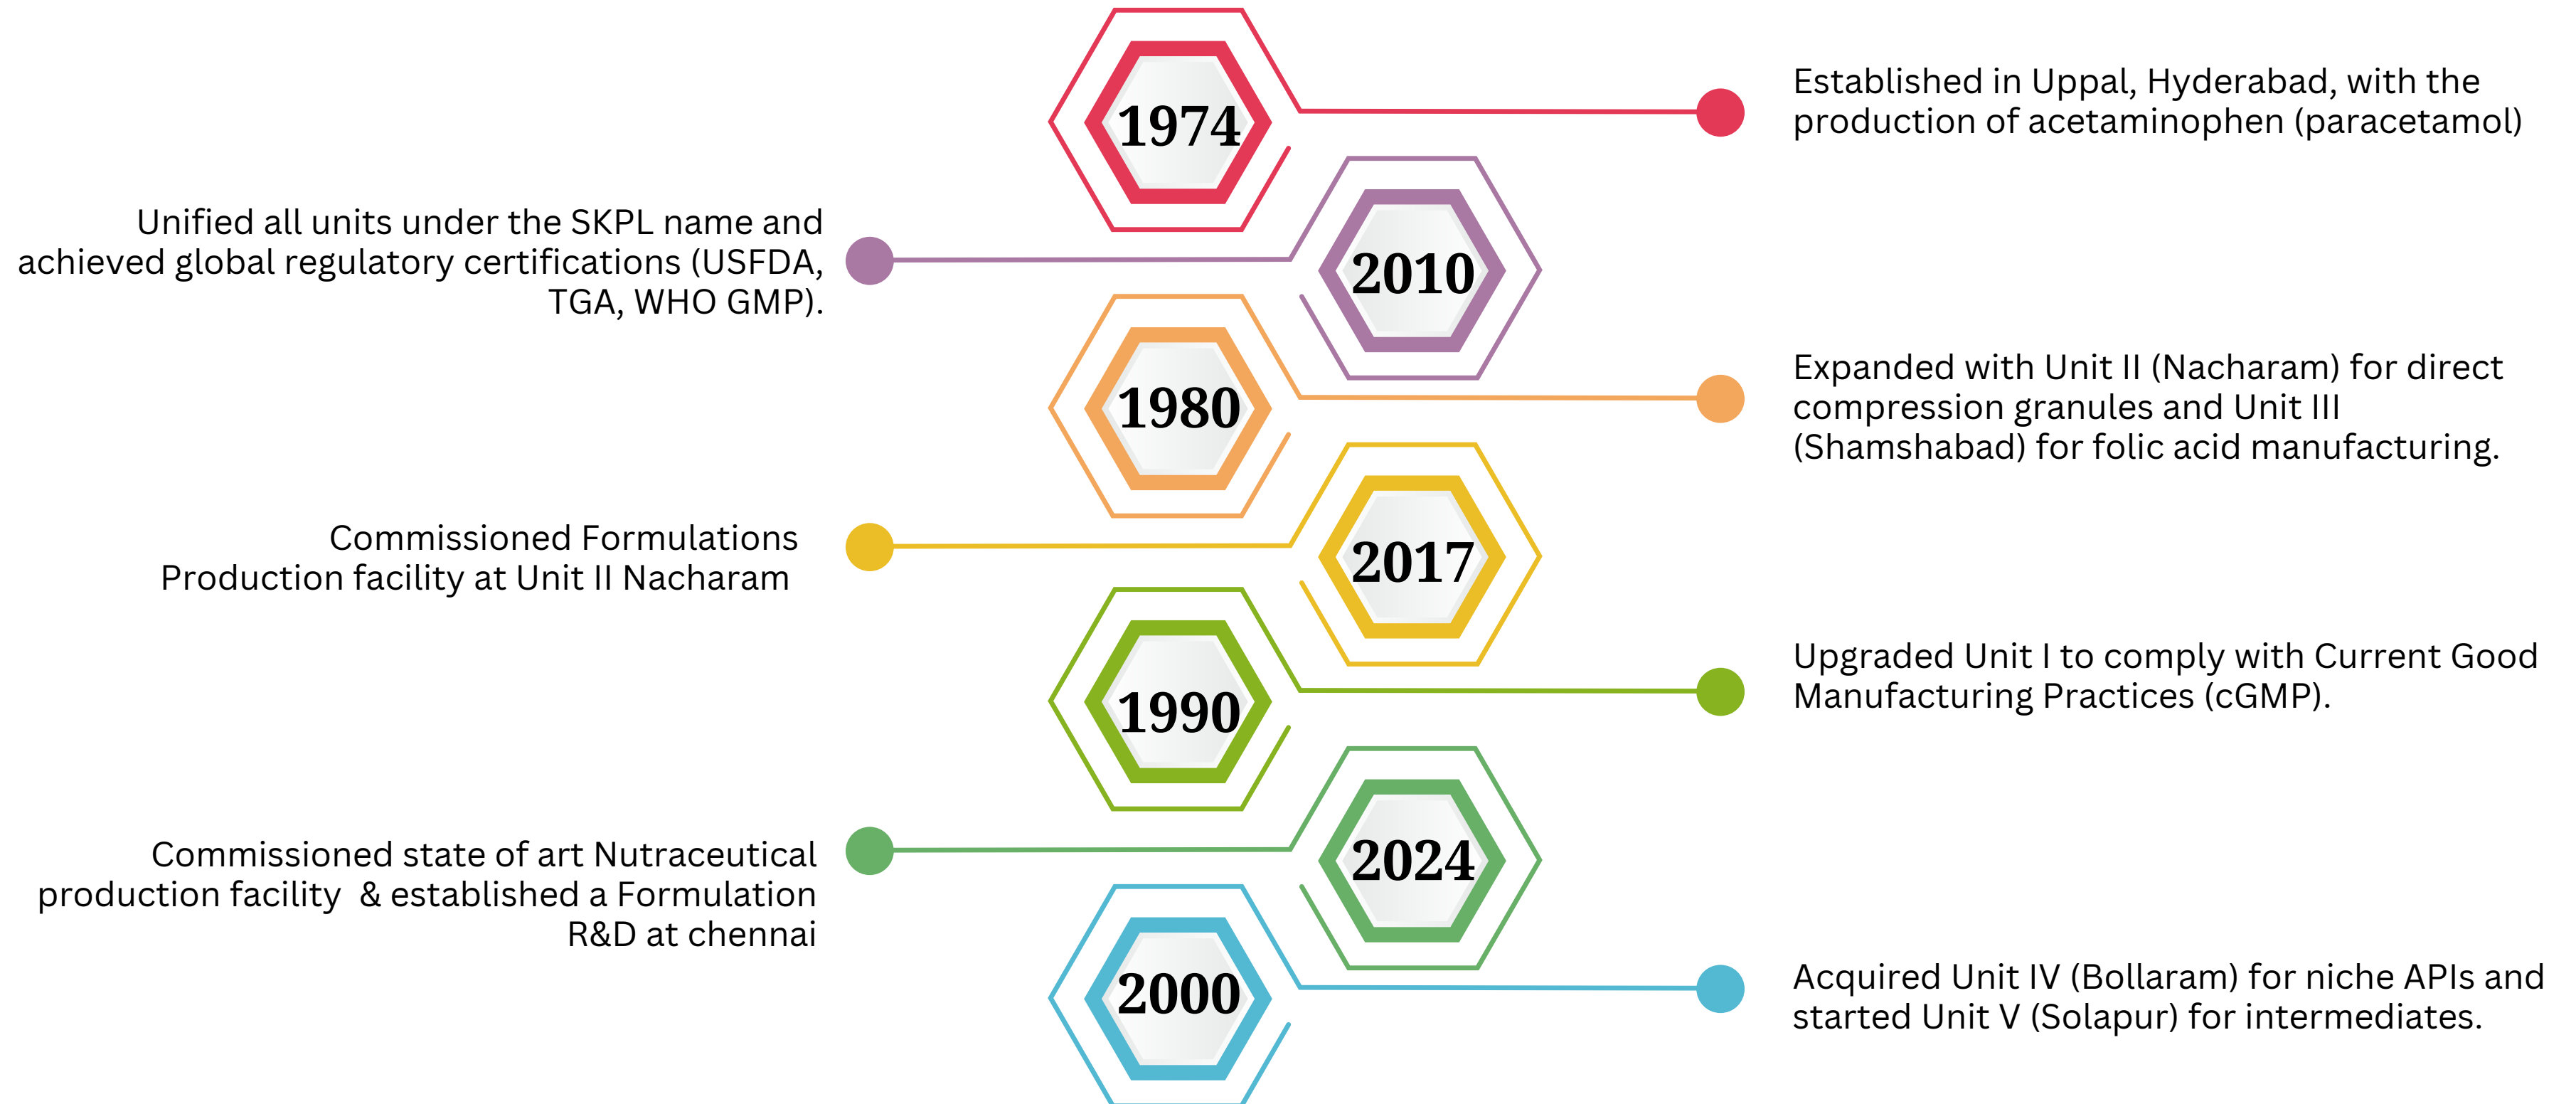 1974
Established in Uppal, Hyderabad, with the
production of acetaminophen (paracetamol)
Unified all units under the SKPL name and
achieved global regulatory certifications (USFDA,
TGA, WHO GMP).
2010
1980
Expanded with Unit II (Nacharam) for direct
compression granules and Unit III
(Shamshabad) for folic acid manufacturing.
Commissioned Formulations
Production facility at Unit II Nacharam
2017
1990
Upgraded Unit I to comply with Current Good
Manufacturing Practices (cGMP).
Commissioned state of art Nutraceutical
production facility  & established a Formulation
R&D at chennai
2024
2000
Acquired Unit IV (Bollaram) for niche APIs and
started Unit V (Solapur) for intermediates.